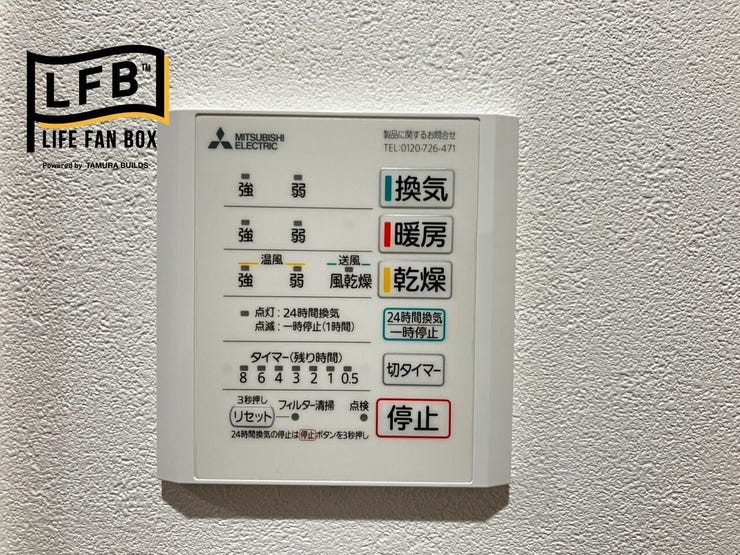 LFB™
LIFE FAN BOX
Powered by TAMURA BUILDS
MITSUBISHI
ELECTRIC
製品に関するお問合せ
TEL:0120-726-471
強 弱 換気
強 弱 暖房
温風 送風
強 弱 風乾燥 乾燥
点灯:24時間換気
点滅:一時停止(1時間)
24時間換気
一時停止
タイマー(残り時間)
8 6 4 3 2 1 0.5
切タイマー
3秒押し
リセット フィルター清掃 点検
停止
24時間換気の停止は停止ボタンを3秒押し